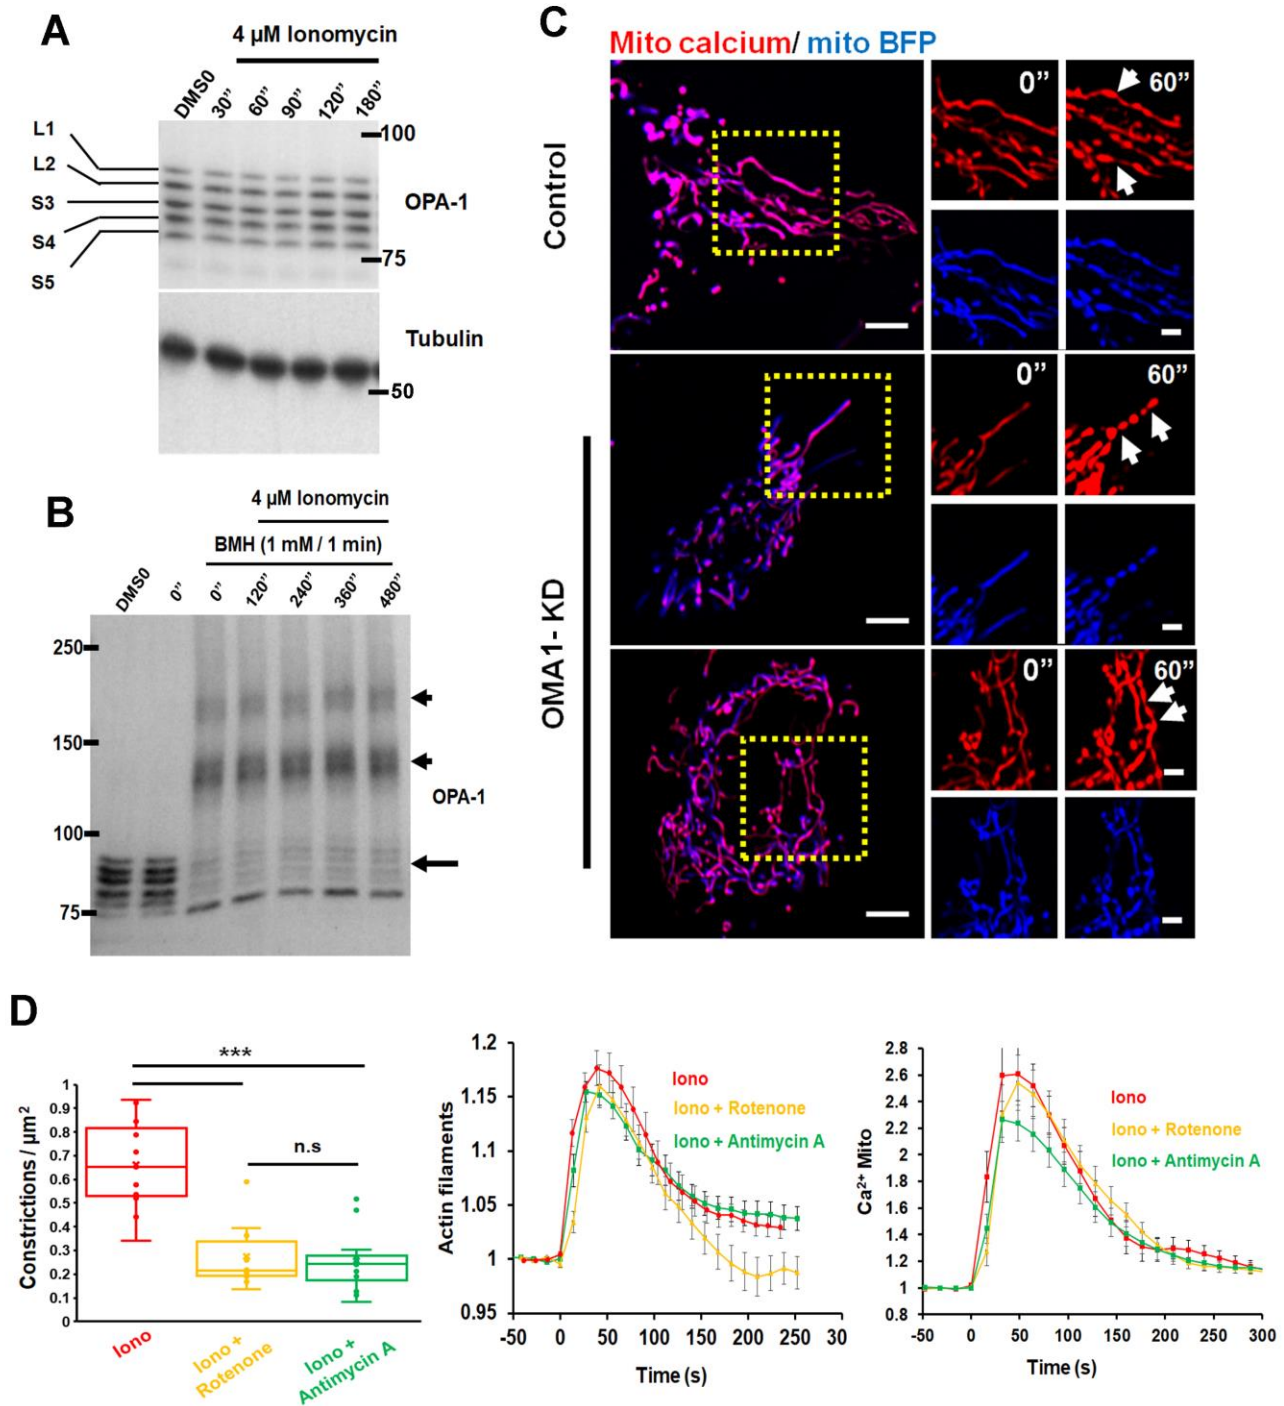 A
4 µM Ionomycin
DMS0
30”
60”
90”
120”
180”
L1
L2
S3
S4
S5
100
OPA-1
75
Tubulin
50
B
4 µM Ionomycin
BMH (1 mM / 1 min)
DMS0
0”
0”
120”
240”
360”
480”
250
150
100
75
OPA-1
C
Mito calcium/ mito BFP
Control
0”
60”
OMA1- KD
0”
60”
0”
60”
D
***
n.s
Constrictions / µm2
1
0.9
0.8
0.7
0.6
0.5
0.4
0.3
0.2
0.1
0
Iono
Iono +
Rotenone
Iono +
Antimycin A
Actin filaments
1.2
1.15
1.1
1.05
1
0.95
Iono
Iono + Rotenone
Iono + Antimycin A
-50 0 50 100 150 200 250 300
Time (s)
Ca2+ Mito
2.8
2.6
2.4
2.2
2
1.8
1.6
1.4
1.2
1
0.8
Iono
Iono + Rotenone
Iono + Antimycin A
-50 0 50 100 150 200 250 300
Time (s)